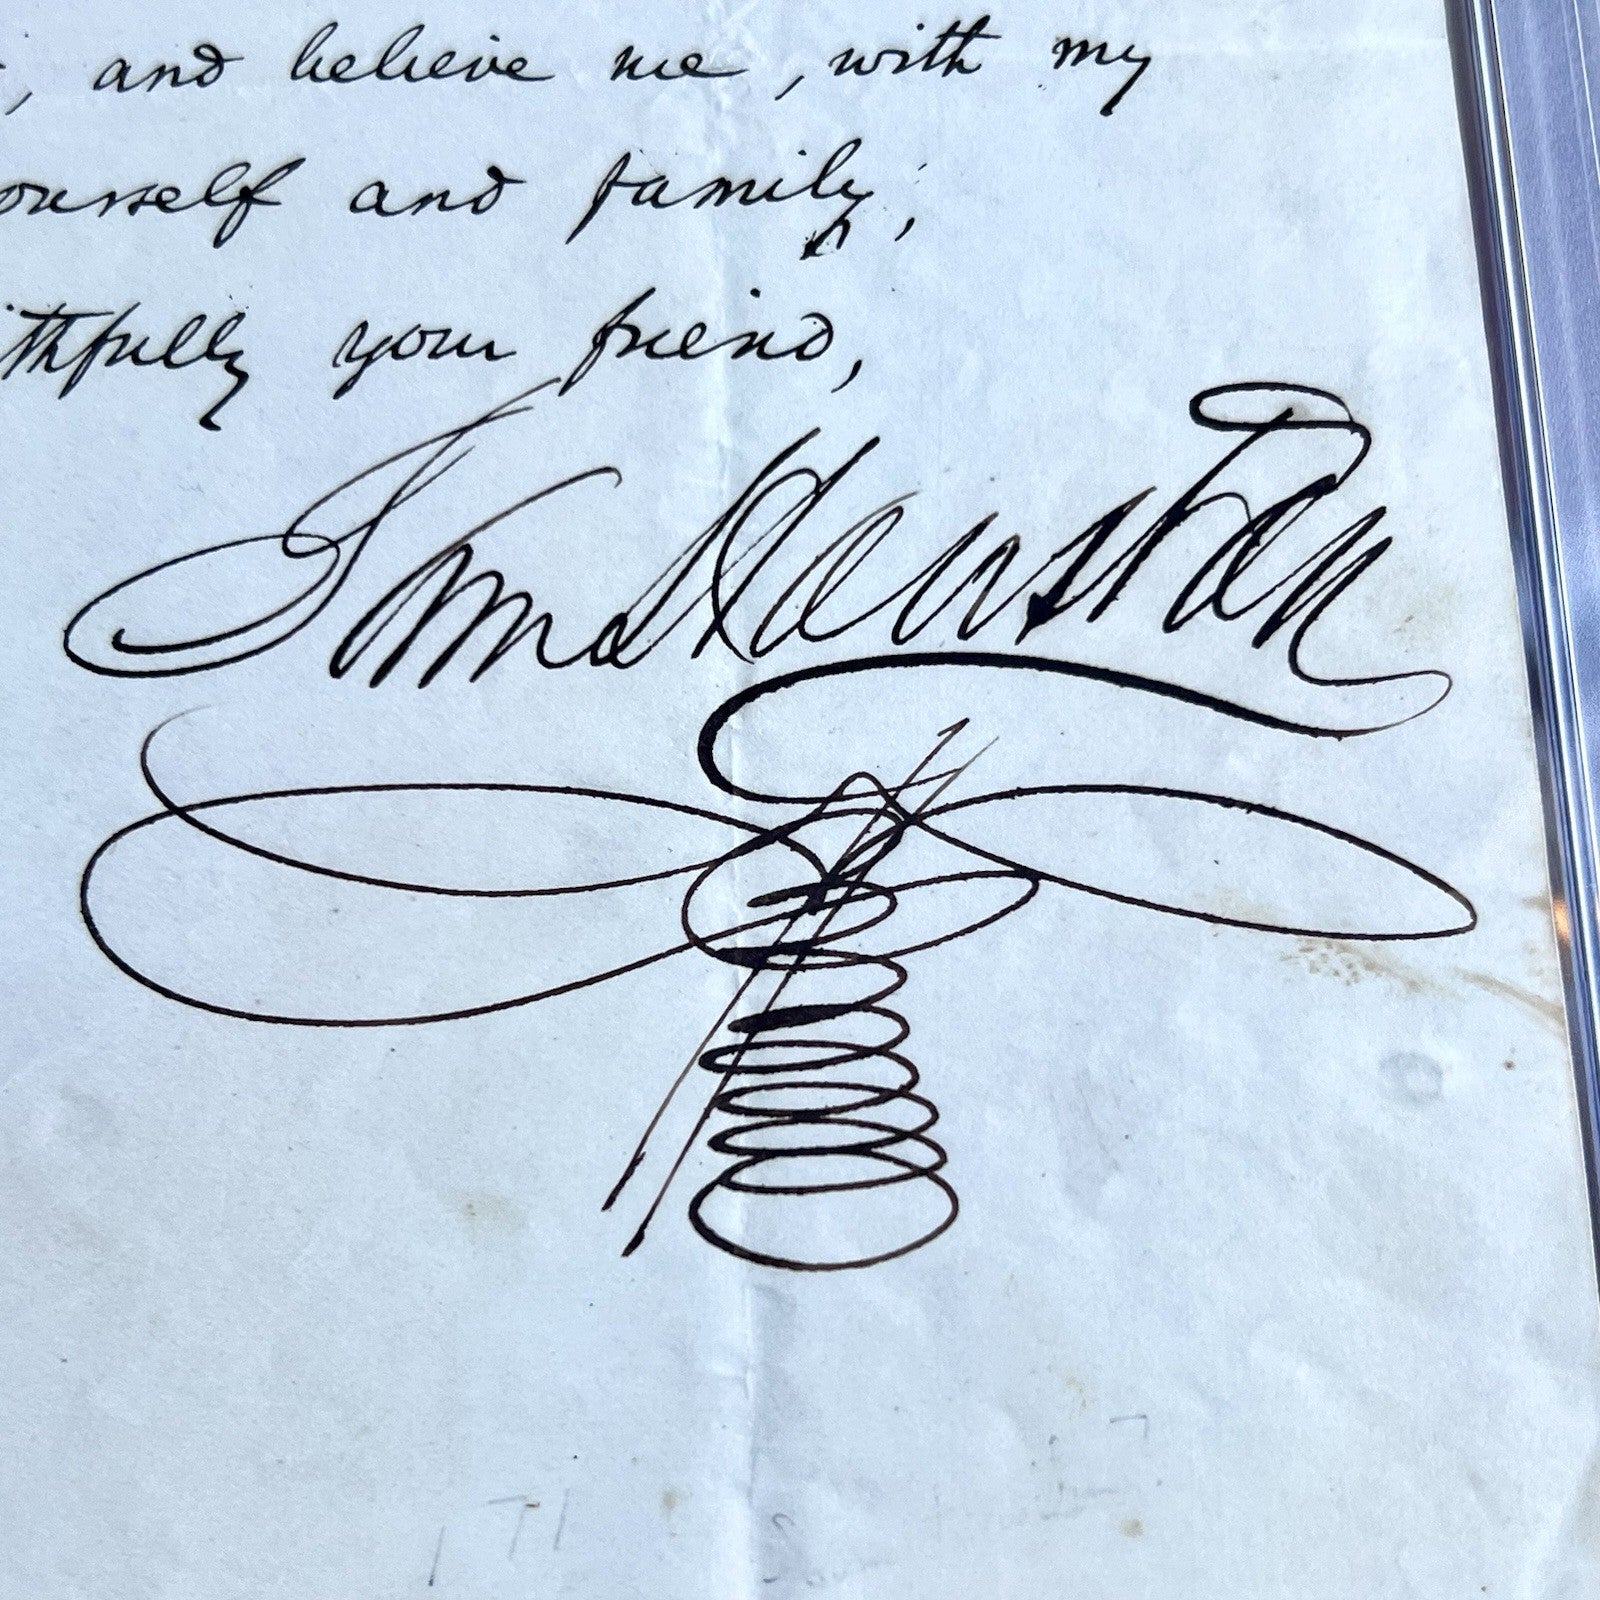 , and believe me, with my
ourself and family,
ithfully your friend,
Sam Houston